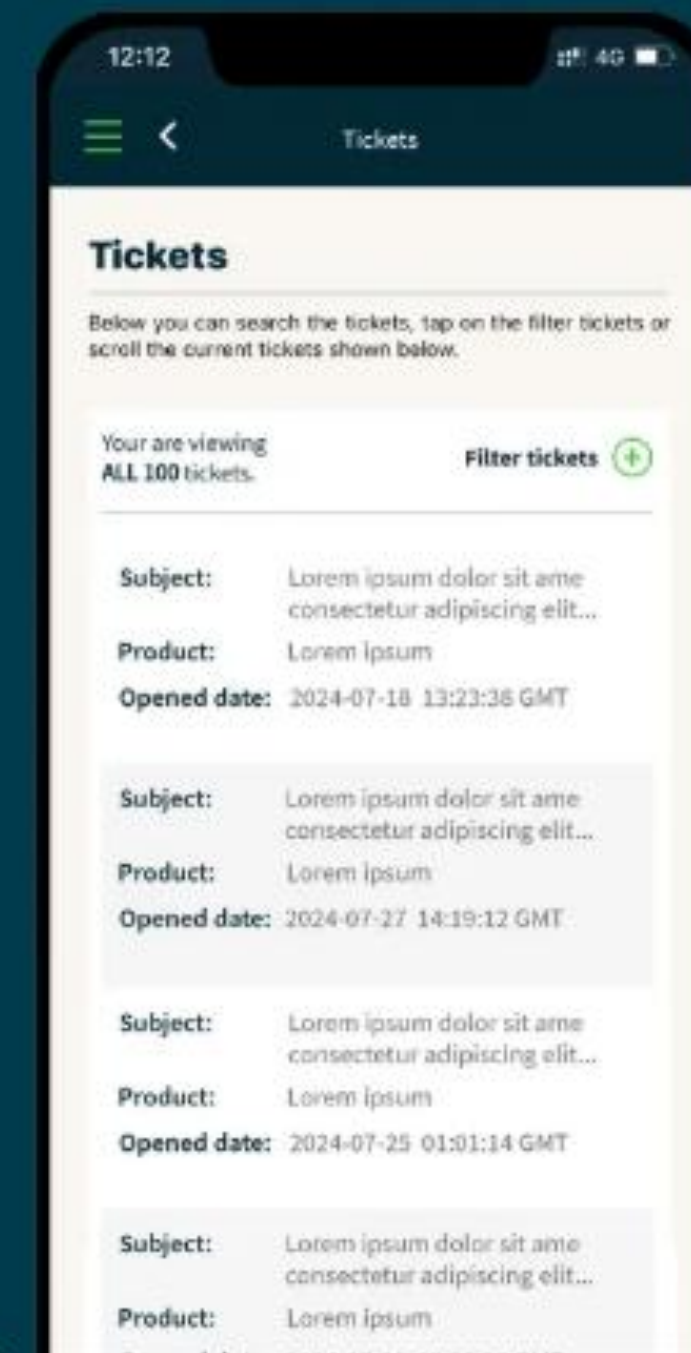 12:12
4G
Tickets
Tickets
Below you can search the tickets, tap on the filter tickets or
scroll the current tickets shown below.
Your are viewing
ALL 100 tickets.
Filter tickets
Subject: Lorem ipsum dolor sit ame
consectetur adipiscing elit...
Product: Lorem ipsum
Opened date: 2024-07-18 13:23:38 GMT
Subject: Lorem ipsum dolor sit ame
consectetur adipiscing elit...
Product: Lorem ipsum
Opened date: 2024-07-27 14:19:12 GMT
Subject: Lorem ipsum dolor sit ame
consectetur adipiscing elit...
Product: Lorem ipsum
Opened date: 2024-07-25 01:01:14 GMT
Subject: Lorem ipsum dolor sit ame
consectetur adipiscing elit...
Product: Lorem ipsum